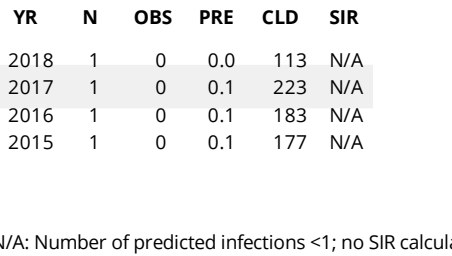 YR N OBS PRE CLD SIR
2018 1 0 0.0 113 N/A
2017 1 0 0.1 223 N/A
2016 1 0 0.1 183 N/A
2015 1 0 0.1 177 N/A
N/A: Number of predicted infections <1; no SIR